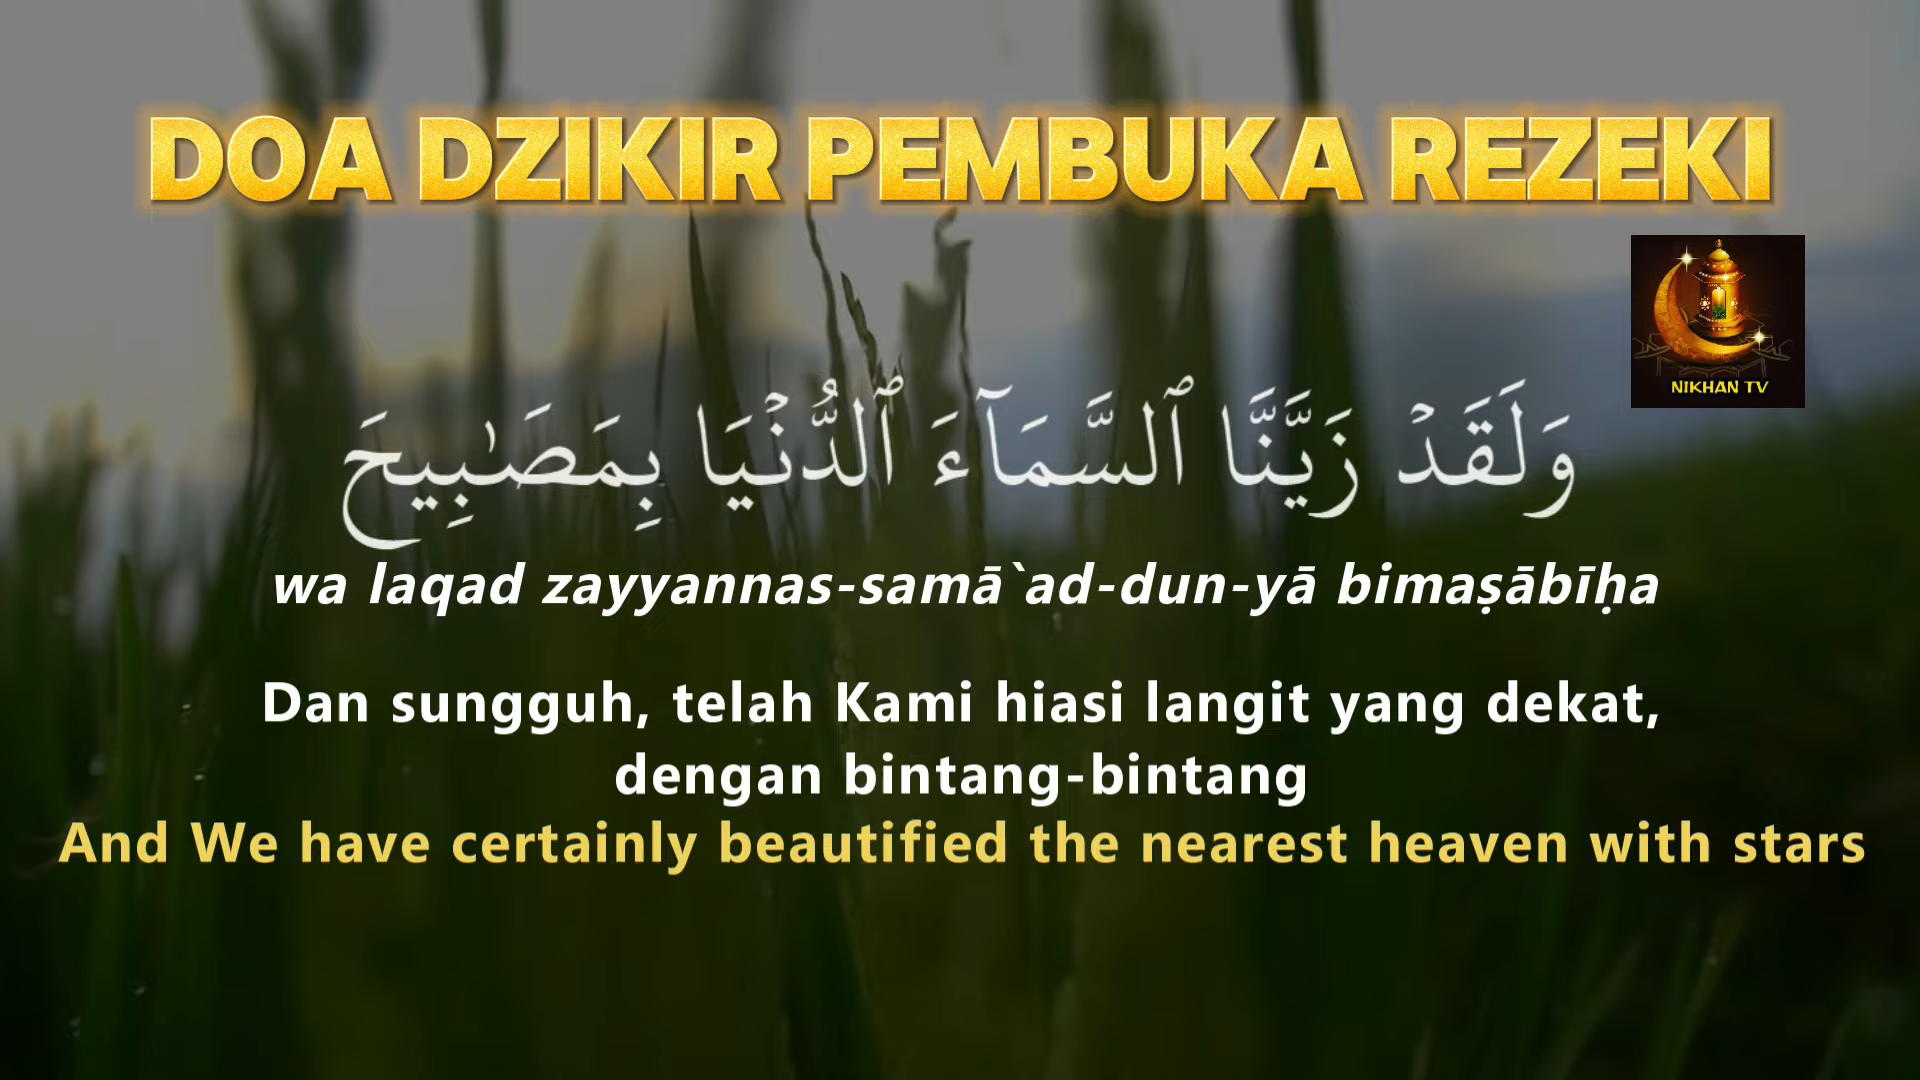 DOA DZIKIR PEMBUKA REZEKI
NIKHAN TV
وَلَقَدۡ زَيَّنَّا ٱلسَّمَآءَ ٱلدُّنۡيَا بِمَصَٰبِيحَ
wa laqad zayyannas-samā`ad-dun-yā bimaṣābīḥa
Dan sungguh, telah Kami hiasi langit yang dekat,
dengan bintang-bintang
And We have certainly beautified the nearest heaven with stars